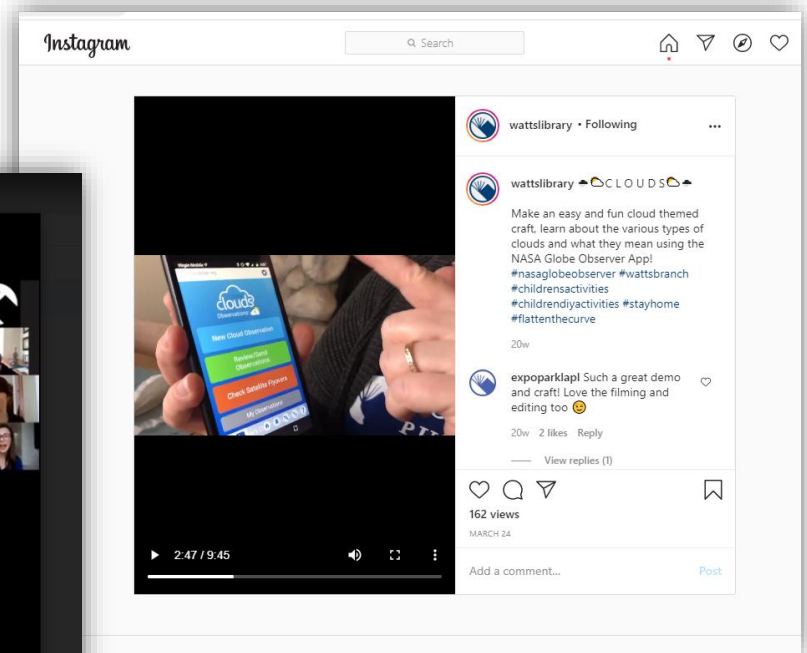 Instagram
Search
wattslibrary • Following
wattslibrary 🌩️⛅C L O U D S⛅🌩️
Make an easy and fun cloud themed
craft, learn about the various types of
clouds and what they mean using the
NASA Globe Observer App!
#nasaglobeobserver #wattsbranch
#childrensactivities
#childrendiyactivities #stayhome
#flattenthecurve
20w
expoparklapl Such a great demo
and craft! Love the filming and
editing too 😉
20w 2 likes Reply
View replies (1)
162 views
MARCH 24
Add a comment... Post
Virgin Mobile
clouds
Observations
New Cloud Observation
Review/Send
Observations
Check Satellite Flyovers
My Observations
2:47 / 9:45